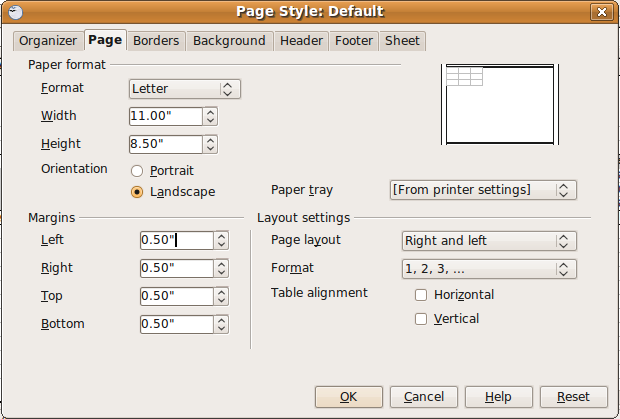 Page Style: Default
Organizer Page Borders Background Header Footer Sheet
Paper format
Format Letter
Width 11.00"
Height 8.50"
Orientation Portrait
Landscape
Paper tray [From printer settings]
Margins
Left 0.50"
Right 0.50"
Top 0.50"
Bottom 0.50"
Layout settings
Page layout Right and left
Format 1, 2, 3, ...
Table alignment Horizontal
Vertical
OK Cancel Help Reset